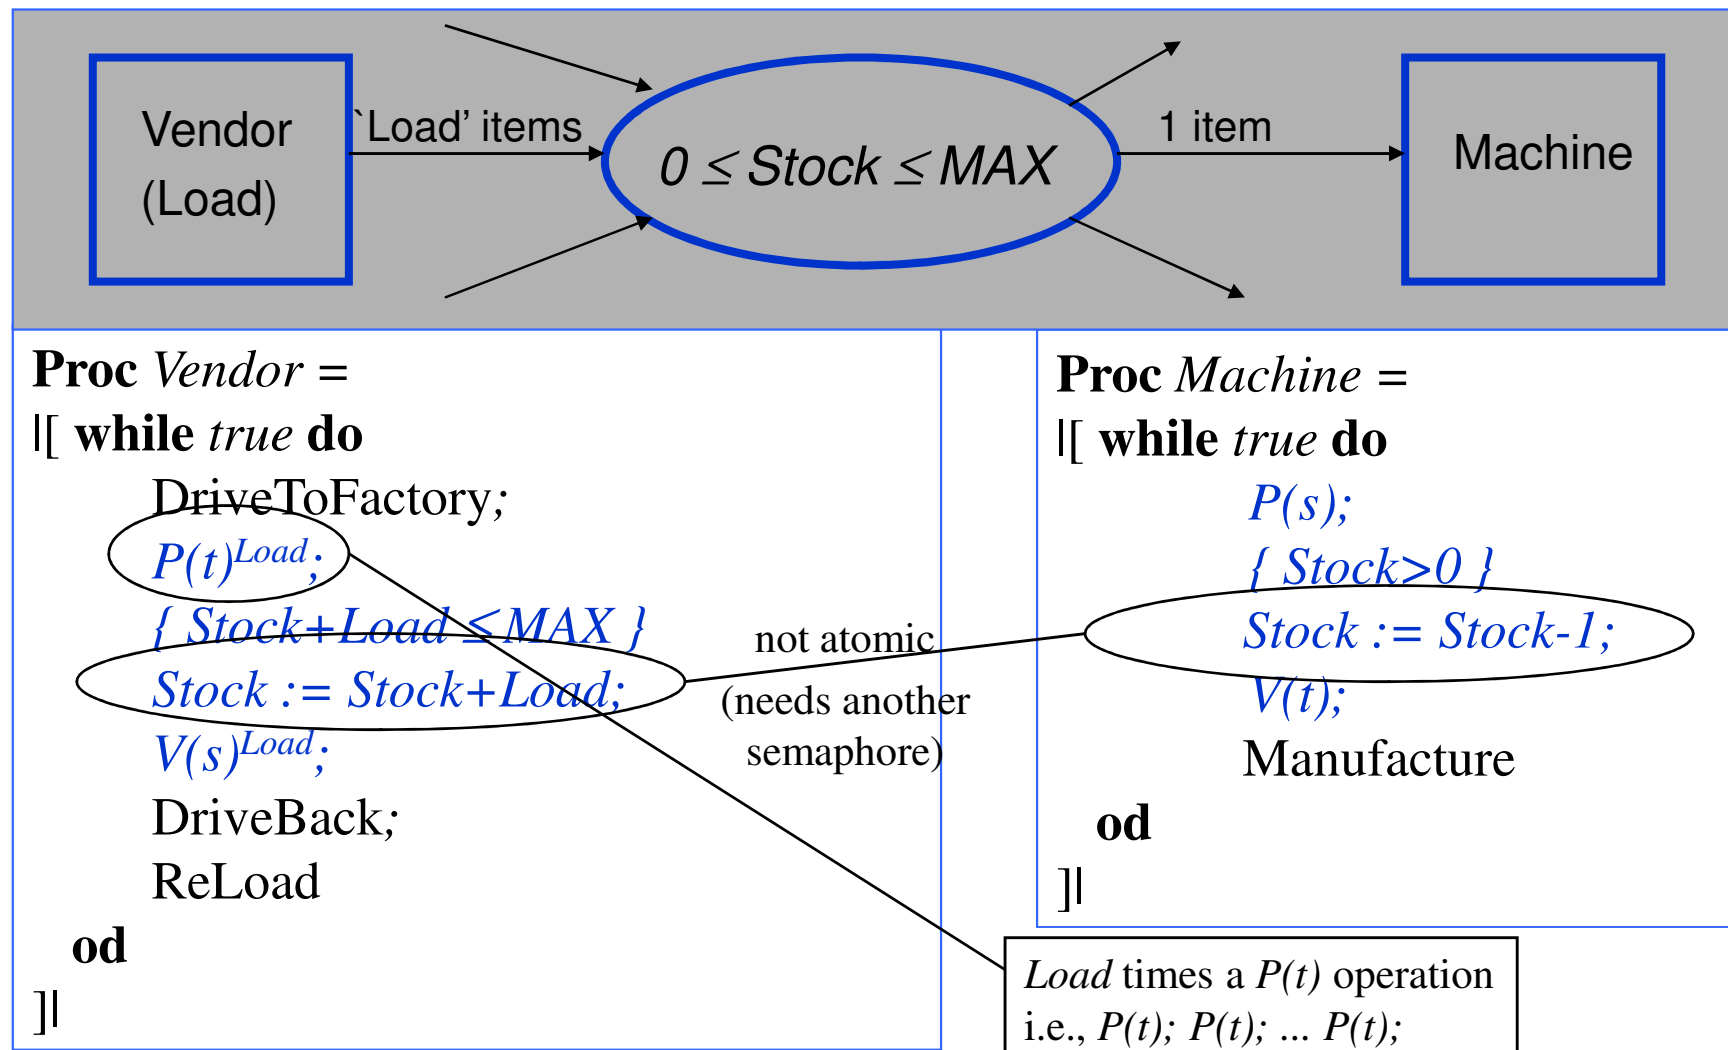 Vendor
(Load)
`Load' items
0 ≤ Stock ≤ MAX
1 item
Machine
Proc Vendor =
|[ while true do
DriveToFactory;
P(t)^Load;
{ Stock+Load ≤ MAX }
Stock := Stock+Load;
V(s)^Load;
DriveBack;
ReLoad
od
]|
not atomic
(needs another
semaphore)
Proc Machine =
|[ while true do
P(s);
{ Stock>0 }
Stock := Stock-1;
V(t);
Manufacture
od
]|
Load times a P(t) operation
i.e., P(t); P(t); ... P(t);